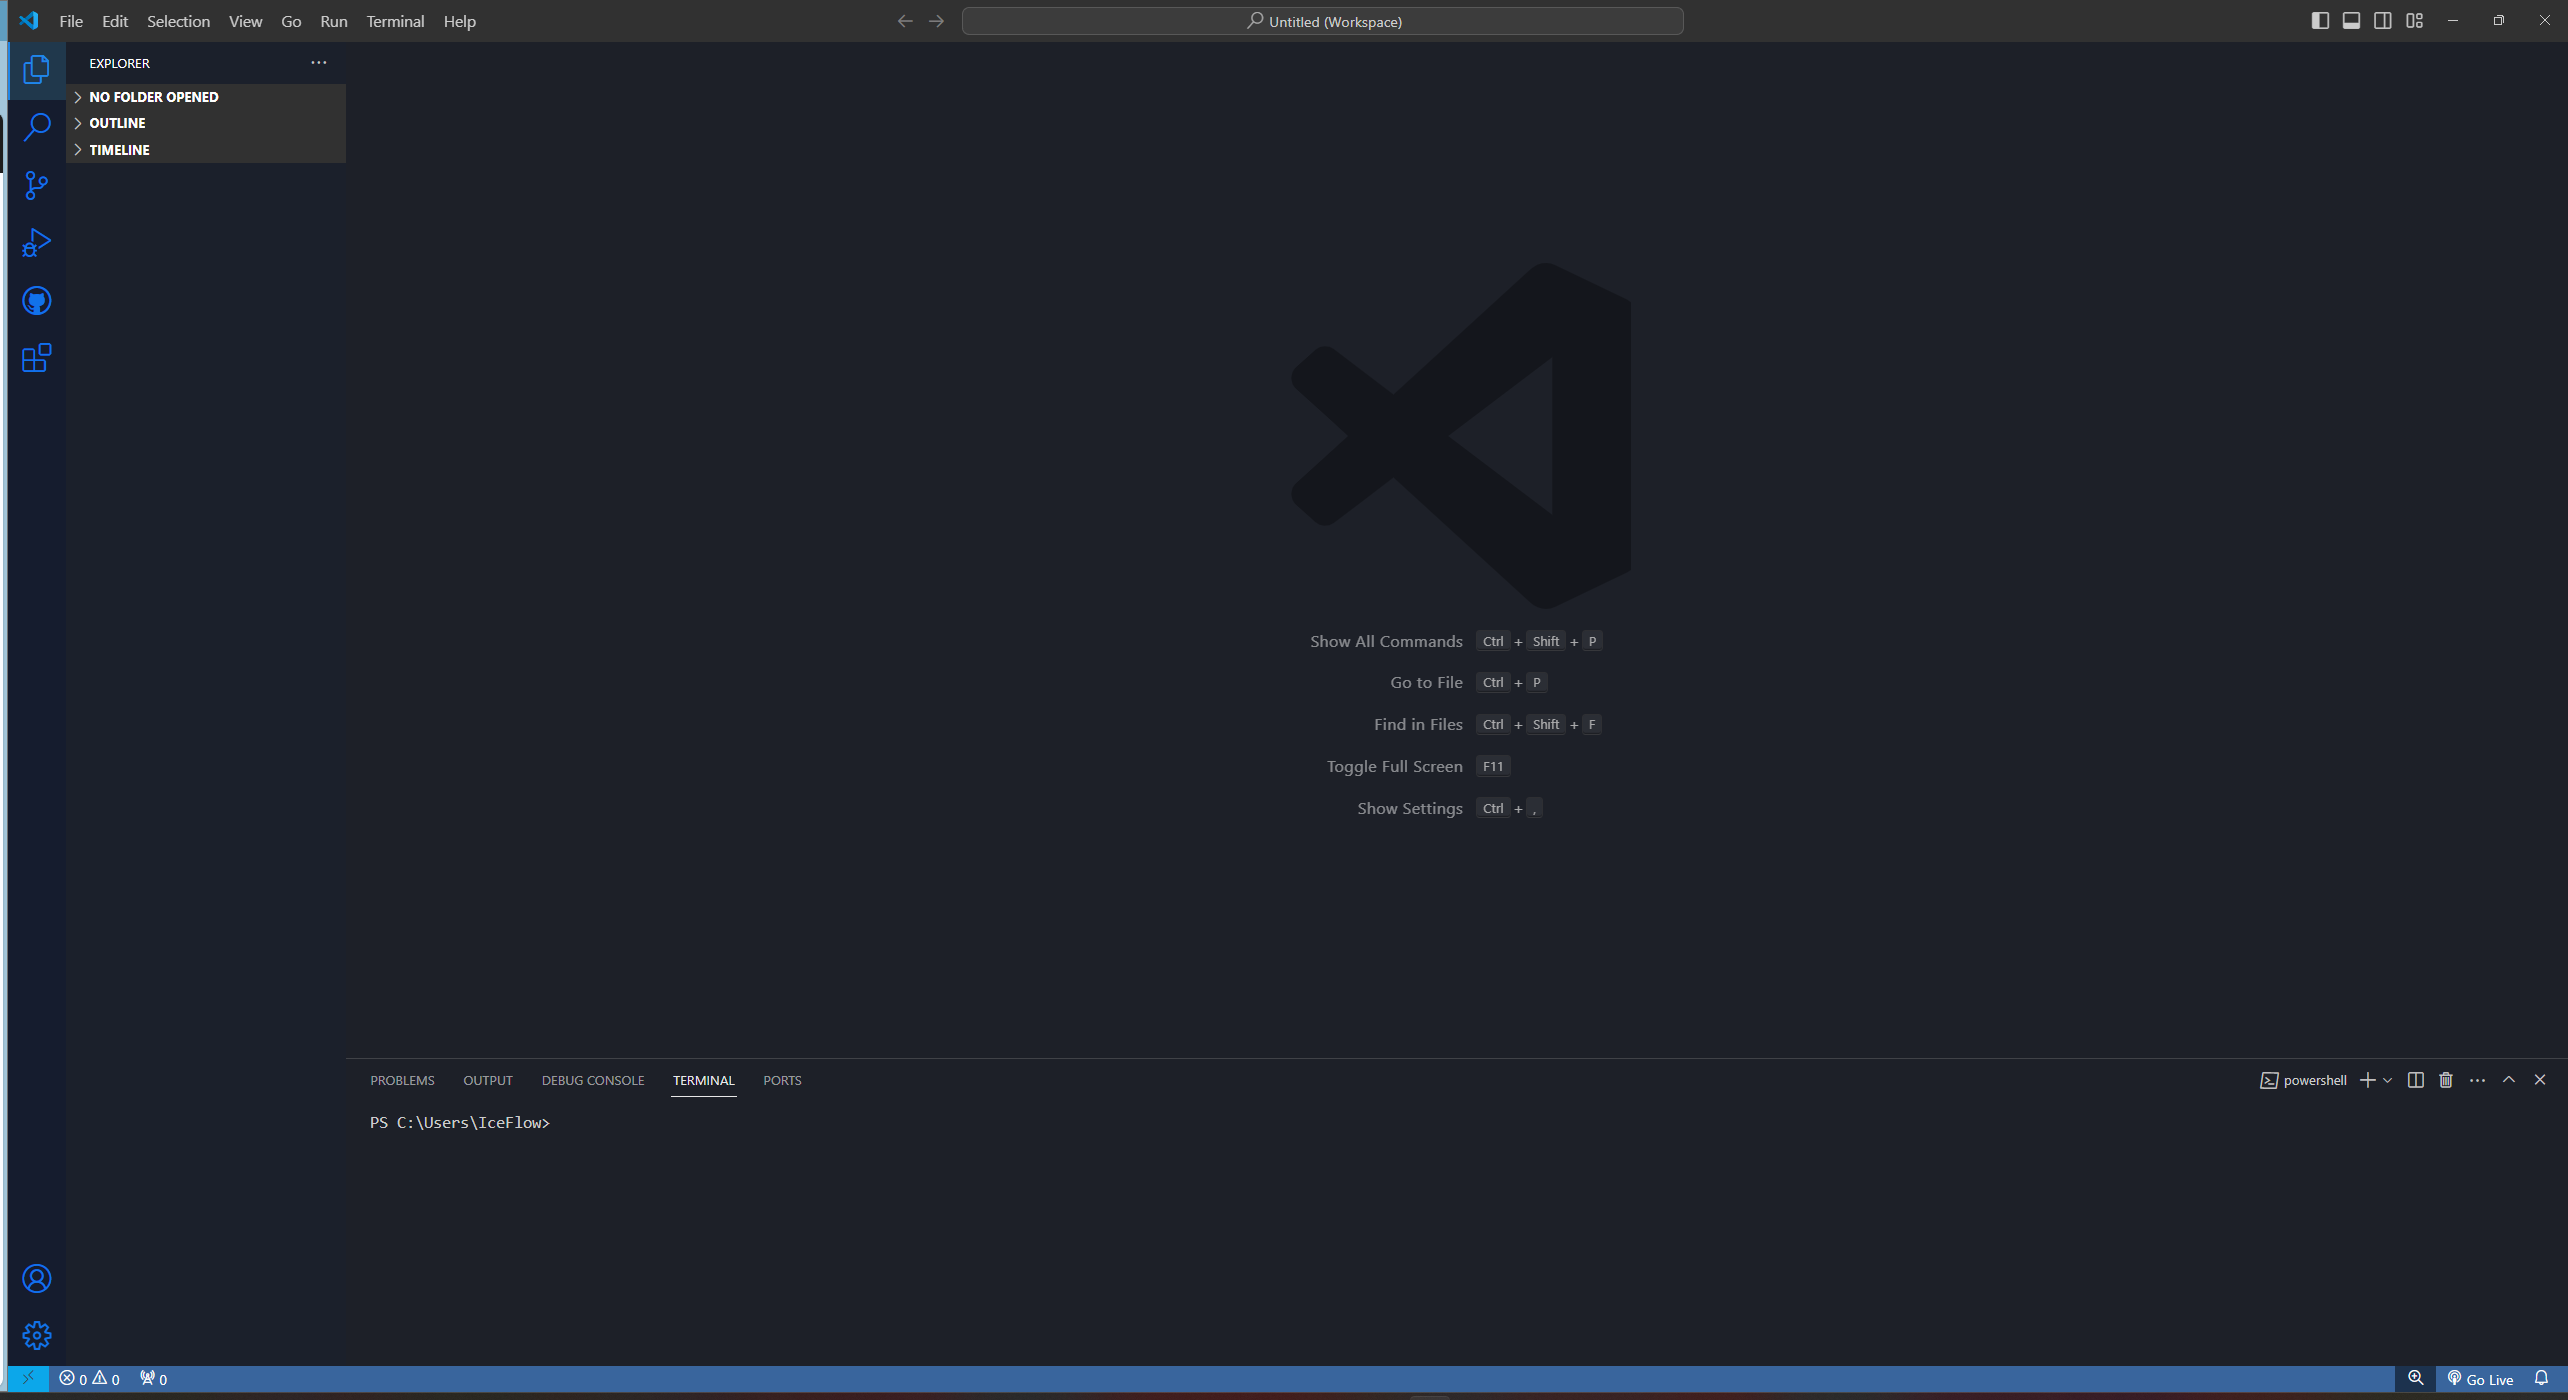 File Edit Selection View Go Run Terminal Help
Untitled (Workspace)
EXPLORER
NO FOLDER OPENED
OUTLINE
TIMELINE
Show All Commands Ctrl + Shift + P
Go to File Ctrl + P
Find in Files Ctrl + Shift + F
Toggle Full Screen F11
Show Settings Ctrl + ,
PROBLEMS OUTPUT DEBUG CONSOLE TERMINAL PORTS powershell
PS C:\Users\IceFlow>
0 0 0 Go Live